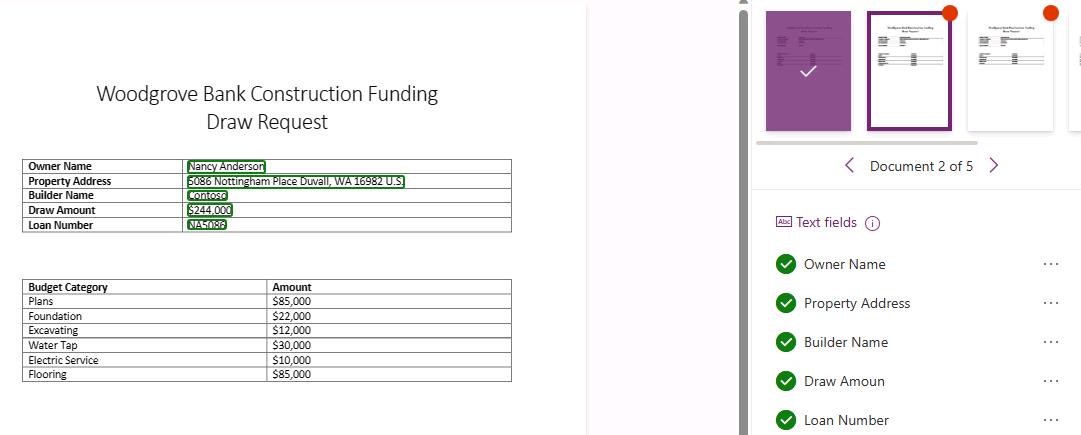 Woodgrove Bank Construction Funding
Draw Request
Owner Name Nancy Anderson
Property Address 5086 Nottingham Place Duvall, WA 16982 U.S.
Builder Name Contoso
Draw Amount $244,000
Loan Number NA5086
Budget Category Amount
Plans $85,000
Foundation $22,000
Excavating $12,000
Water Tap $30,000
Electric Service $10,000
Flooring $85,000
Document 2 of 5
Abc Text fields
Owner Name
Property Address
Builder Name
Draw Amoun
Loan Number